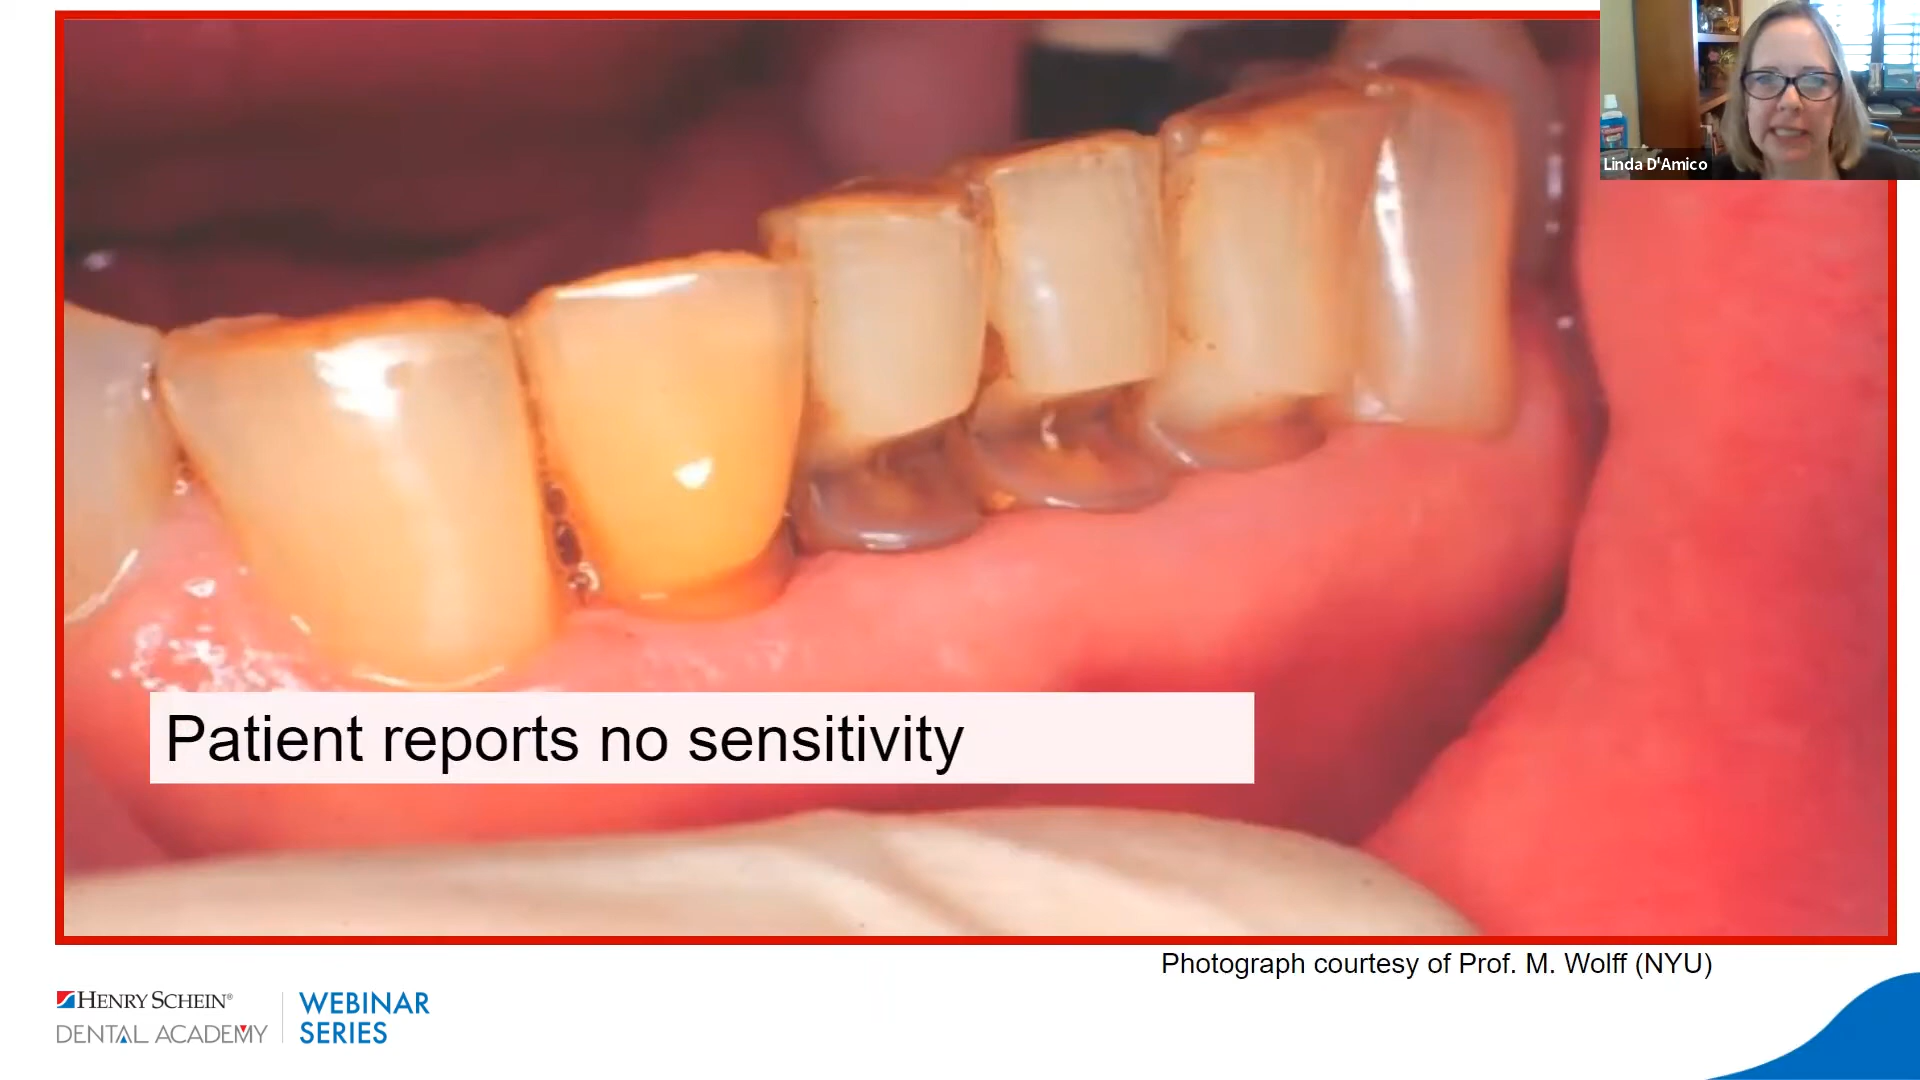 Linda D'Amico
Patient reports no sensitivity
Photograph courtesy of Prof. M. Wolff (NYU)
HENRY SCHEIN®
DENTAL ACADEMY
WEBINAR
SERIES